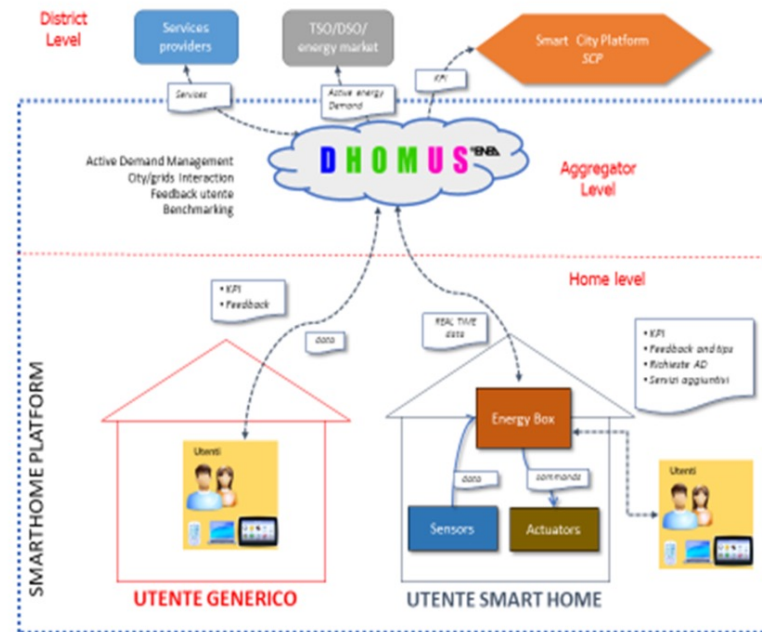 District
Level
Services
providers
TSO/DSO/
energy market
Smart City Platform
SCP
Services
Active energy
Demand
KPI
Active Demand Management
City/grids Interaction
Feedback utente
Benchmarking
DHOMUS
ENEA
Aggregator
Level
Home level
• KPI
• Feedback
data
REAL TIME
data
• KPI
• Feedback and tips
• Richieste AD
• Servizi aggiuntivi
SMARTHOME PLATFORM
Utenti
Energy Box
data
commands
Sensors
Actuators
Utenti
UTENTE GENERICO
UTENTE SMART HOME